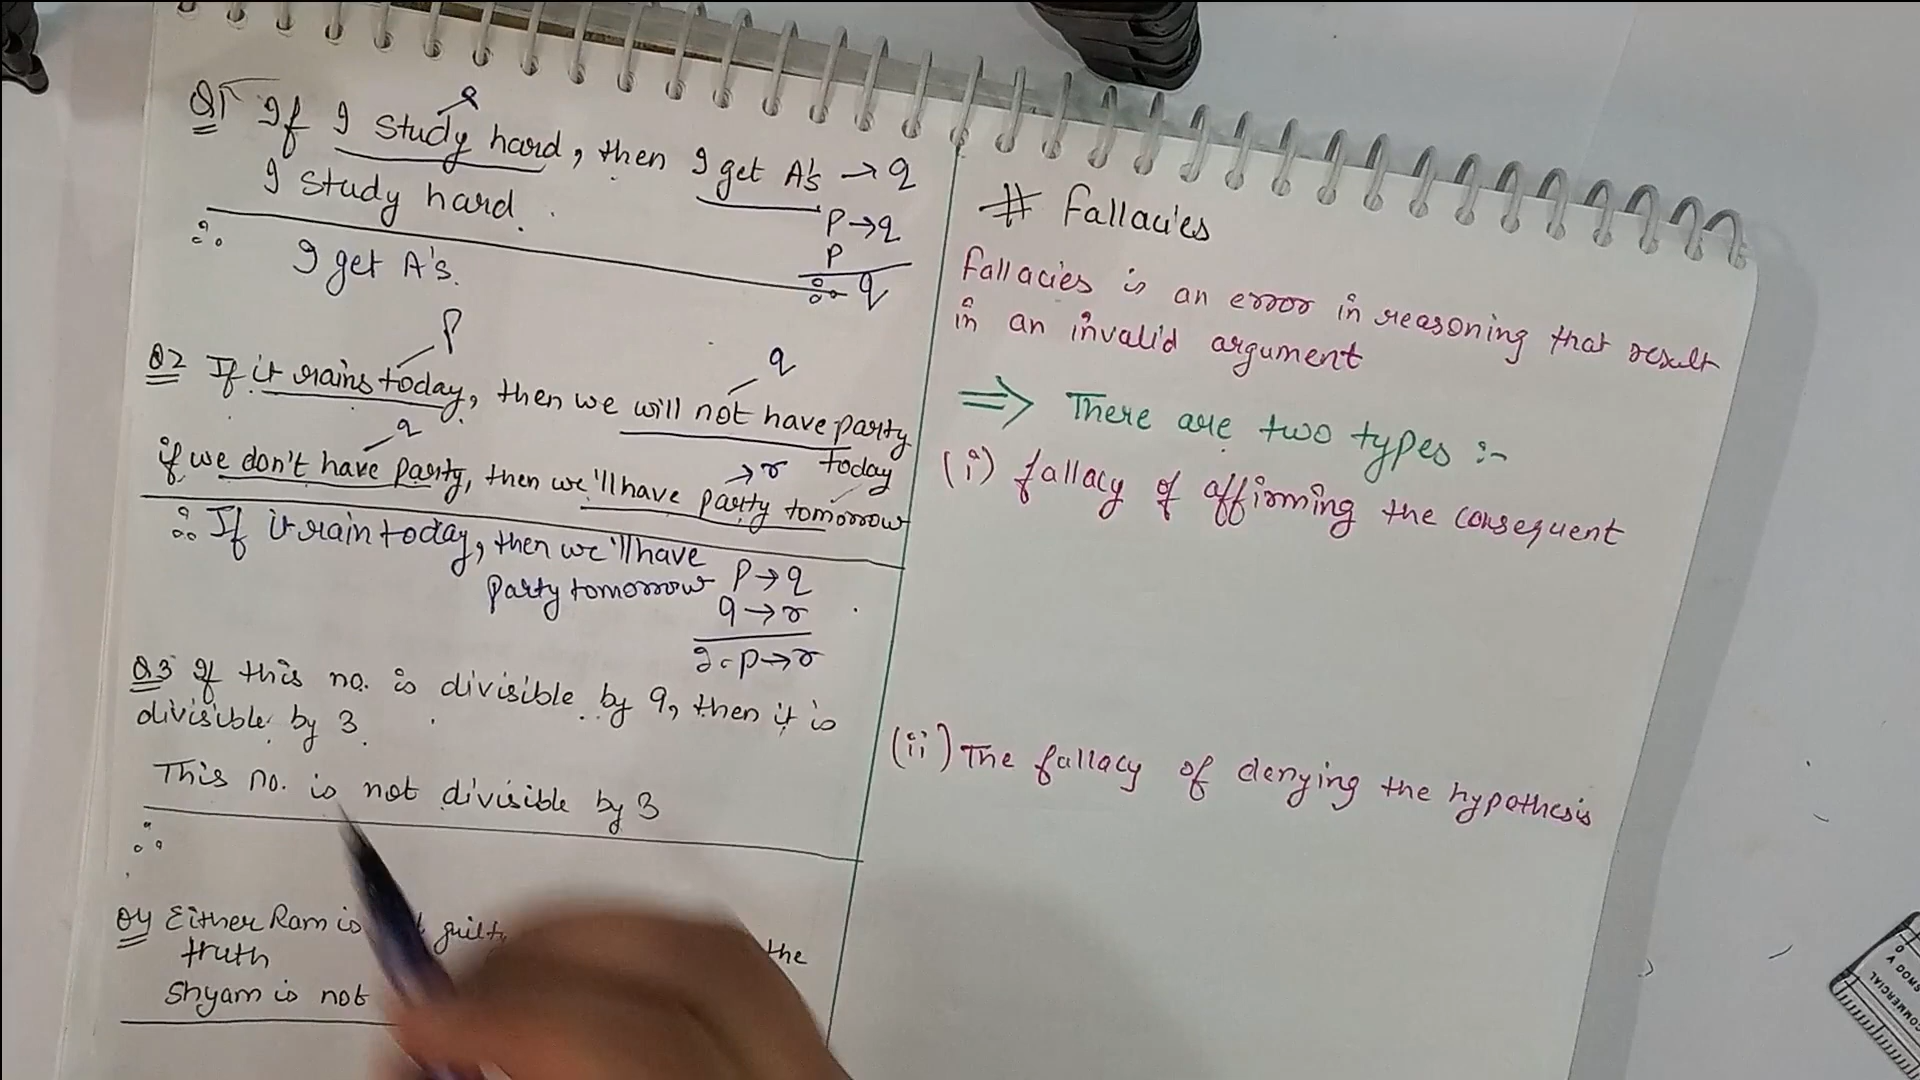 Q1 If I study hard, then I get A's → q
I study hard.
p→q
p
∴ q
∴ I get A's.
p
q
Q2 If it rains today, then we will not have party
today
q
if we don't have party, then we'll have party tomorrow
→ r
∴ If it rain today, then we'll have
party tomorrow
p→q
q→r
∴ p→r
Q3 If this no. is divisible by 9, then it is
divisible by 3.
This no. is not divisible by 3
∴
Q4 Either Ram is guilt the
truth
Shyam is not
# Fallacies
Fallacies is an error in reasoning that result
in an invalid argument
⇒ There are two types :-
(i) fallacy of affirming the consequent
(ii) The fallacy of denying the hypothesis
COMMERCIAL